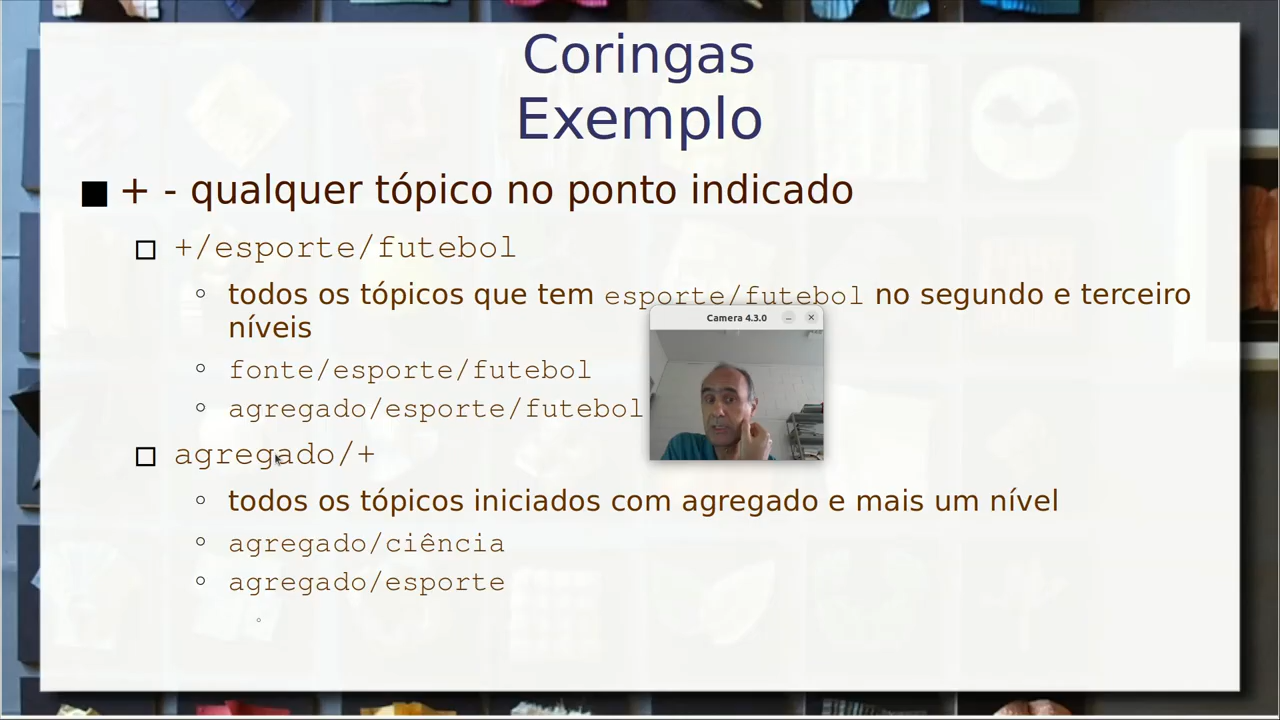 Coringas
Exemplo
+ - qualquer tópico no ponto indicado
+/esporte/futebol
todos os tópicos que tem esporte/futebol no segundo e terceiro
níveis
Camera 4.3.0
fonte/esporte/futebol
agregado/esporte/futebol
agregado/+
todos os tópicos iniciados com agregado e mais um nível
agregado/ciência
agregado/esporte